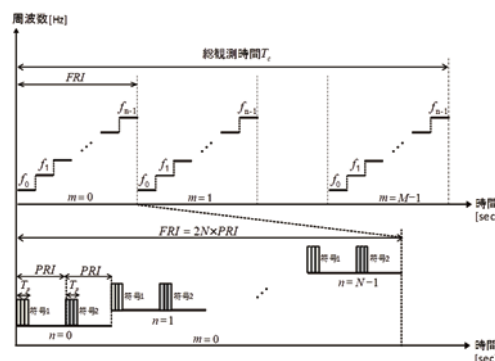 周波数[Hz]
総観測時間T_c
FRI
f_{n-1} f_{n-1} f_{n-1}
f_1 f_1 f_1
f_0 f_0 f_0
m=0 m=1 m=M-1
時間
[sec]
FRI=2N×PRI
PRI PRI
T_p T_p
符号1 符号2 符号1 符号2 符号1 符号2
n=0 n=1 n=N-1
m=0
時間
[sec]